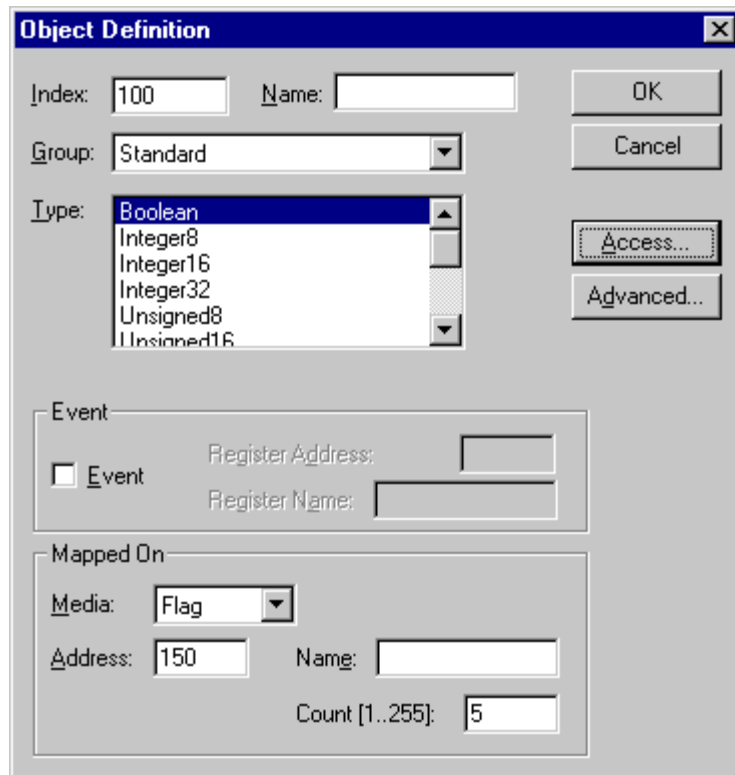 Object Definition
Index: 100 Name: OK
Group: Standard Cancel
Type: Boolean
Integer8
Integer16
Integer32
Unsigned8
Unsigned16
Access...
Advanced...
Event
Event
Register Address:
Register Name:
Mapped On
Media: Flag
Address: 150 Name:
Count [1..255]: 5